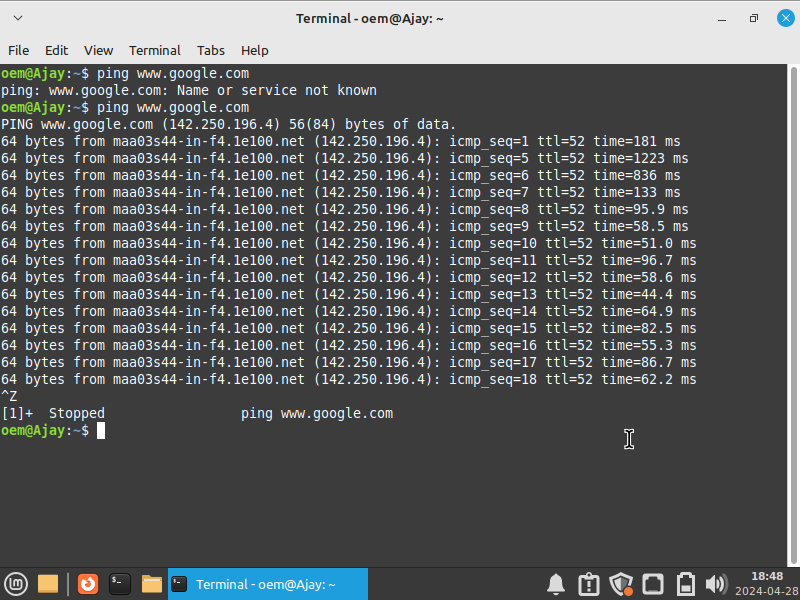 Terminal - oem@Ajay: ~
File Edit View Terminal Tabs Help
oem@Ajay:~$ ping www.google.com
ping: www.google.com: Name or service not known
oem@Ajay:~$ ping www.google.com
PING www.google.com (142.250.196.4) 56(84) bytes of data.
64 bytes from maa03s44-in-f4.1e100.net (142.250.196.4): icmp_seq=1 ttl=52 time=181 ms
64 bytes from maa03s44-in-f4.1e100.net (142.250.196.4): icmp_seq=5 ttl=52 time=1223 ms
64 bytes from maa03s44-in-f4.1e100.net (142.250.196.4): icmp_seq=6 ttl=52 time=836 ms
64 bytes from maa03s44-in-f4.1e100.net (142.250.196.4): icmp_seq=7 ttl=52 time=133 ms
64 bytes from maa03s44-in-f4.1e100.net (142.250.196.4): icmp_seq=8 ttl=52 time=95.9 ms
64 bytes from maa03s44-in-f4.1e100.net (142.250.196.4): icmp_seq=9 ttl=52 time=58.5 ms
64 bytes from maa03s44-in-f4.1e100.net (142.250.196.4): icmp_seq=10 ttl=52 time=51.0 ms
64 bytes from maa03s44-in-f4.1e100.net (142.250.196.4): icmp_seq=11 ttl=52 time=96.7 ms
64 bytes from maa03s44-in-f4.1e100.net (142.250.196.4): icmp_seq=12 ttl=52 time=58.6 ms
64 bytes from maa03s44-in-f4.1e100.net (142.250.196.4): icmp_seq=13 ttl=52 time=44.4 ms
64 bytes from maa03s44-in-f4.1e100.net (142.250.196.4): icmp_seq=14 ttl=52 time=64.9 ms
64 bytes from maa03s44-in-f4.1e100.net (142.250.196.4): icmp_seq=15 ttl=52 time=82.5 ms
64 bytes from maa03s44-in-f4.1e100.net (142.250.196.4): icmp_seq=16 ttl=52 time=55.3 ms
64 bytes from maa03s44-in-f4.1e100.net (142.250.196.4): icmp_seq=17 ttl=52 time=86.7 ms
64 bytes from maa03s44-in-f4.1e100.net (142.250.196.4): icmp_seq=18 ttl=52 time=62.2 ms
^Z
[1]+  Stopped                 ping www.google.com
oem@Ajay:~$
Terminal - oem@Ajay: ~
18:48
2024-04-28